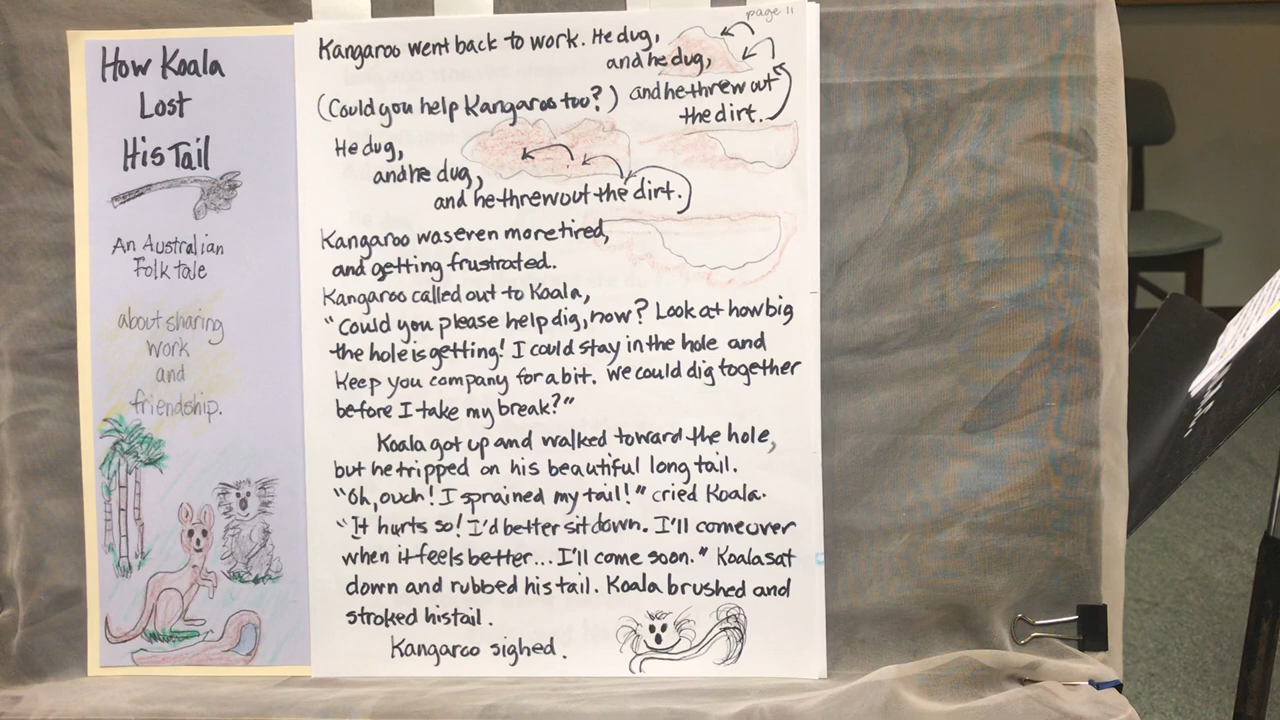 How Koala
Lost
His Tail
An Australian
Folktale
about sharing
work
and
friendship.
page 11
Kangaroo went back to work. He dug,
and he dug,
(Could you help Kangaroo too?) and he threw out
the dirt.
He dug,
and he dug,
and he threw out the dirt.
Kangaroo was even more tired,
and getting frustrated.
Kangaroo called out to Koala,
"Could you please help dig, now? Look at how big
the hole is getting! I could stay in the hole and
Keep you company for a bit. We could dig together
before I take my break?"
Koala got up and walked toward the hole,
but he tripped on his beautiful long tail.
"Oh, ouch! I sprained my tail!" cried Koala.
"It hurts so! I'd better sit down. I'll come over
when it feels better... I'll come soon." Koala sat
down and rubbed his tail. Koala brushed and
stroked his tail.
Kangaroo sighed.